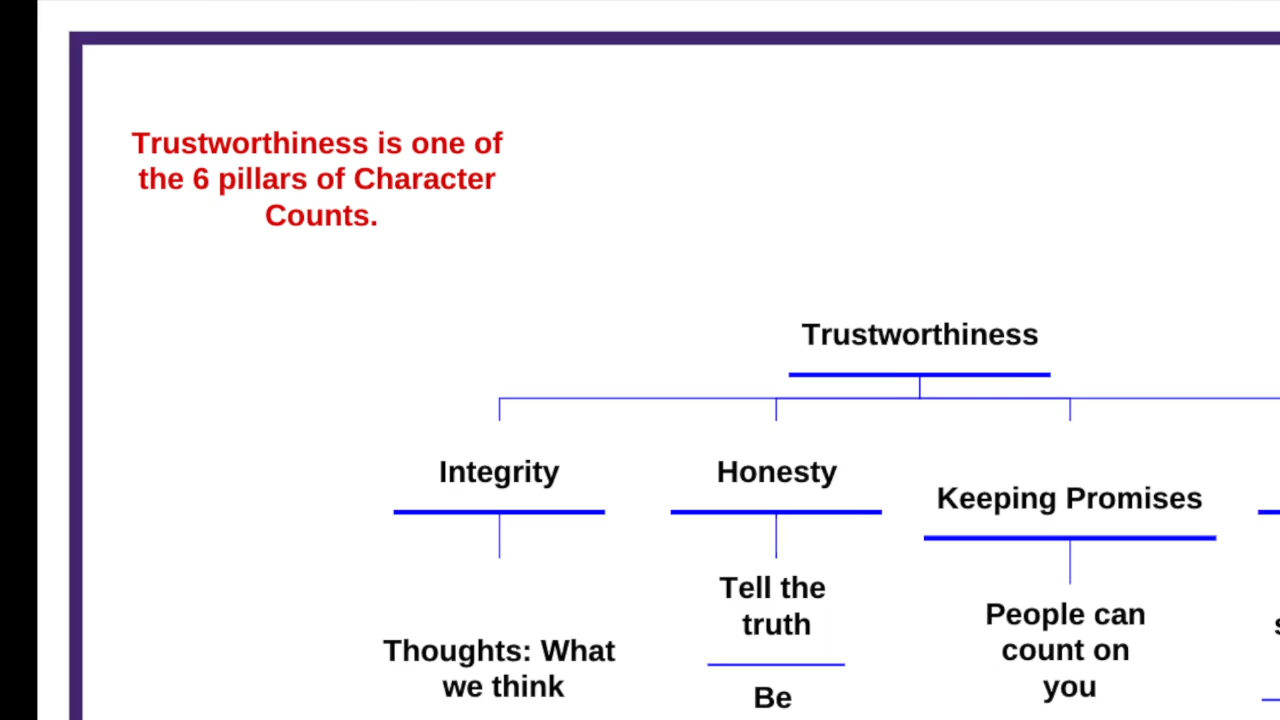 Trustworthiness is one of
the 6 pillars of Character
Counts.
Trustworthiness
Integrity
Honesty
Keeping Promises
Thoughts: What
we think
Tell the
truth
Be
People can
count on
you